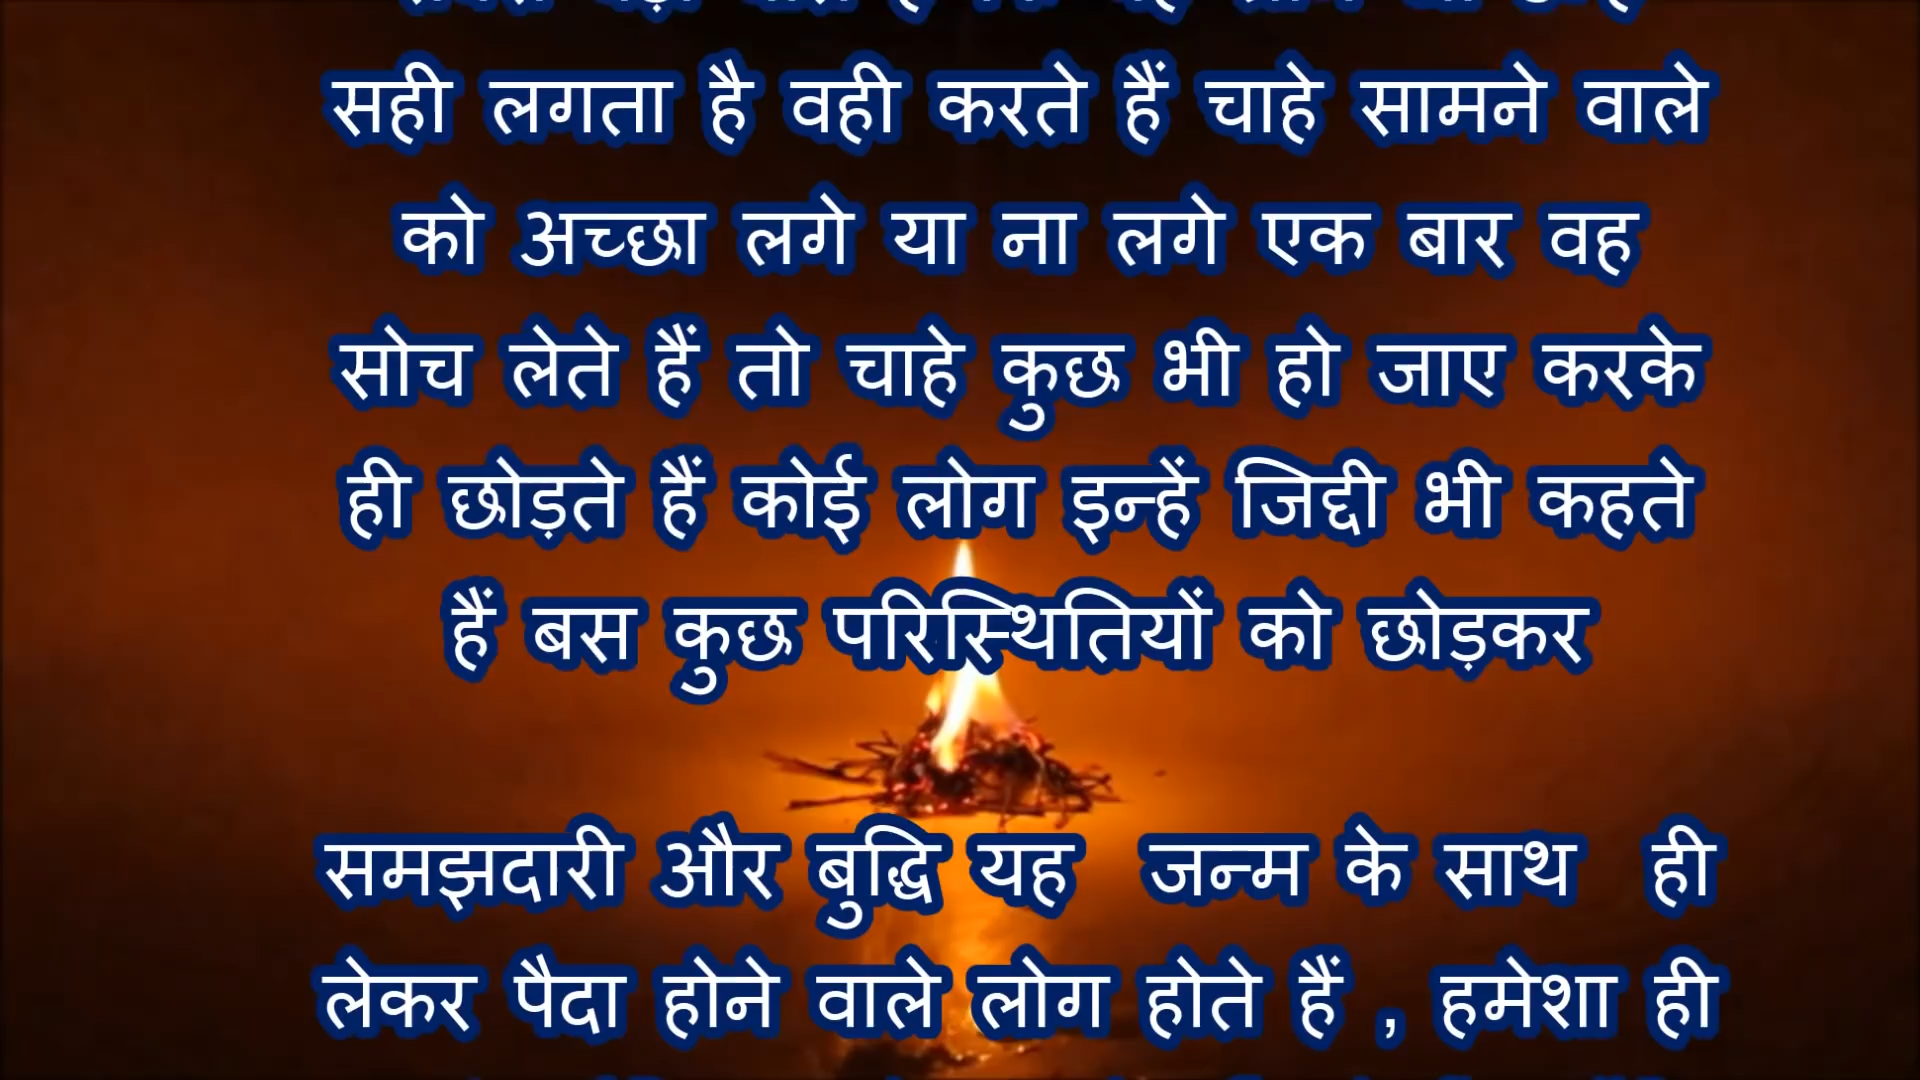 सही लगता है वही करते हैं चाहे सामने वाले
को अच्छा लगे या ना लगे एक बार वह
सोच लेते हैं तो चाहे कुछ भी हो जाए करके
ही छोड़ते हैं कोई लोग इन्हें जिद्दी भी कहते
हैं बस कुछ परिस्थितियों को छोड़कर
समझदारी और बुद्धि यह जन्म के साथ ही
लेकर पैदा होने वाले लोग होते हैं , हमेशा ही